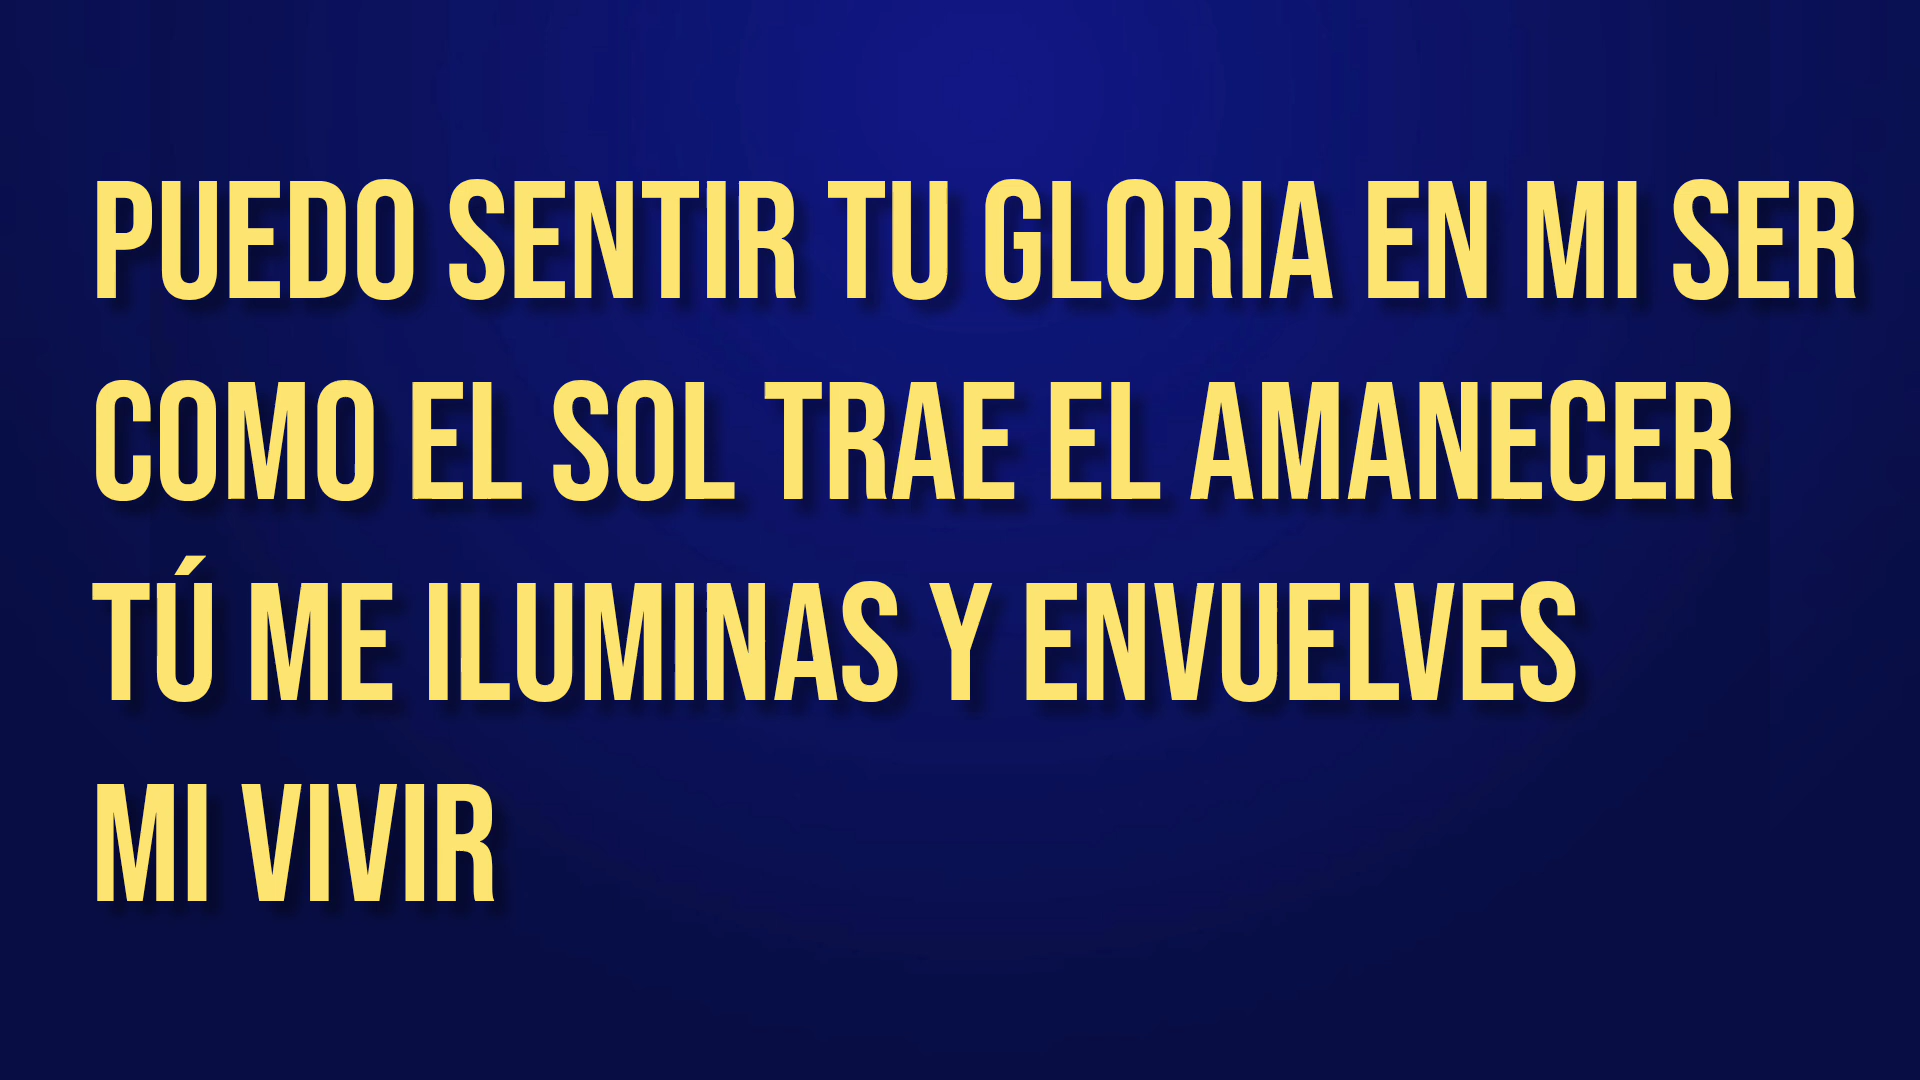 PUEDO SENTIR TU GLORIA EN MI SER
COMO EL SOL TRAE EL AMANECER
TÚ ME ILUMINAS Y ENVUELVES
MI VIVIR